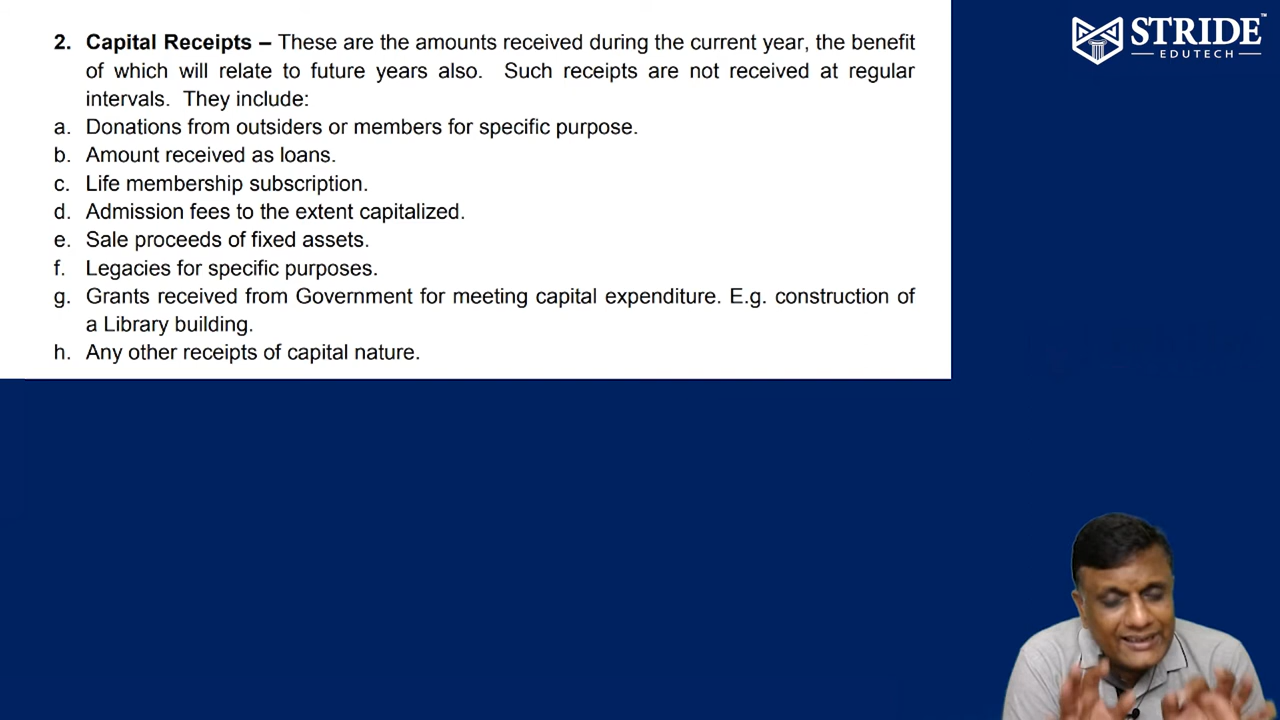 2. Capital Receipts – These are the amounts received during the current year, the benefit
of which will relate to future years also. Such receipts are not received at regular
intervals. They include:
a. Donations from outsiders or members for specific purpose.
b. Amount received as loans.
c. Life membership subscription.
d. Admission fees to the extent capitalized.
e. Sale proceeds of fixed assets.
f. Legacies for specific purposes.
g. Grants received from Government for meeting capital expenditure. E.g. construction of
a Library building.
h. Any other receipts of capital nature.
STRIDE™
EDUTECH